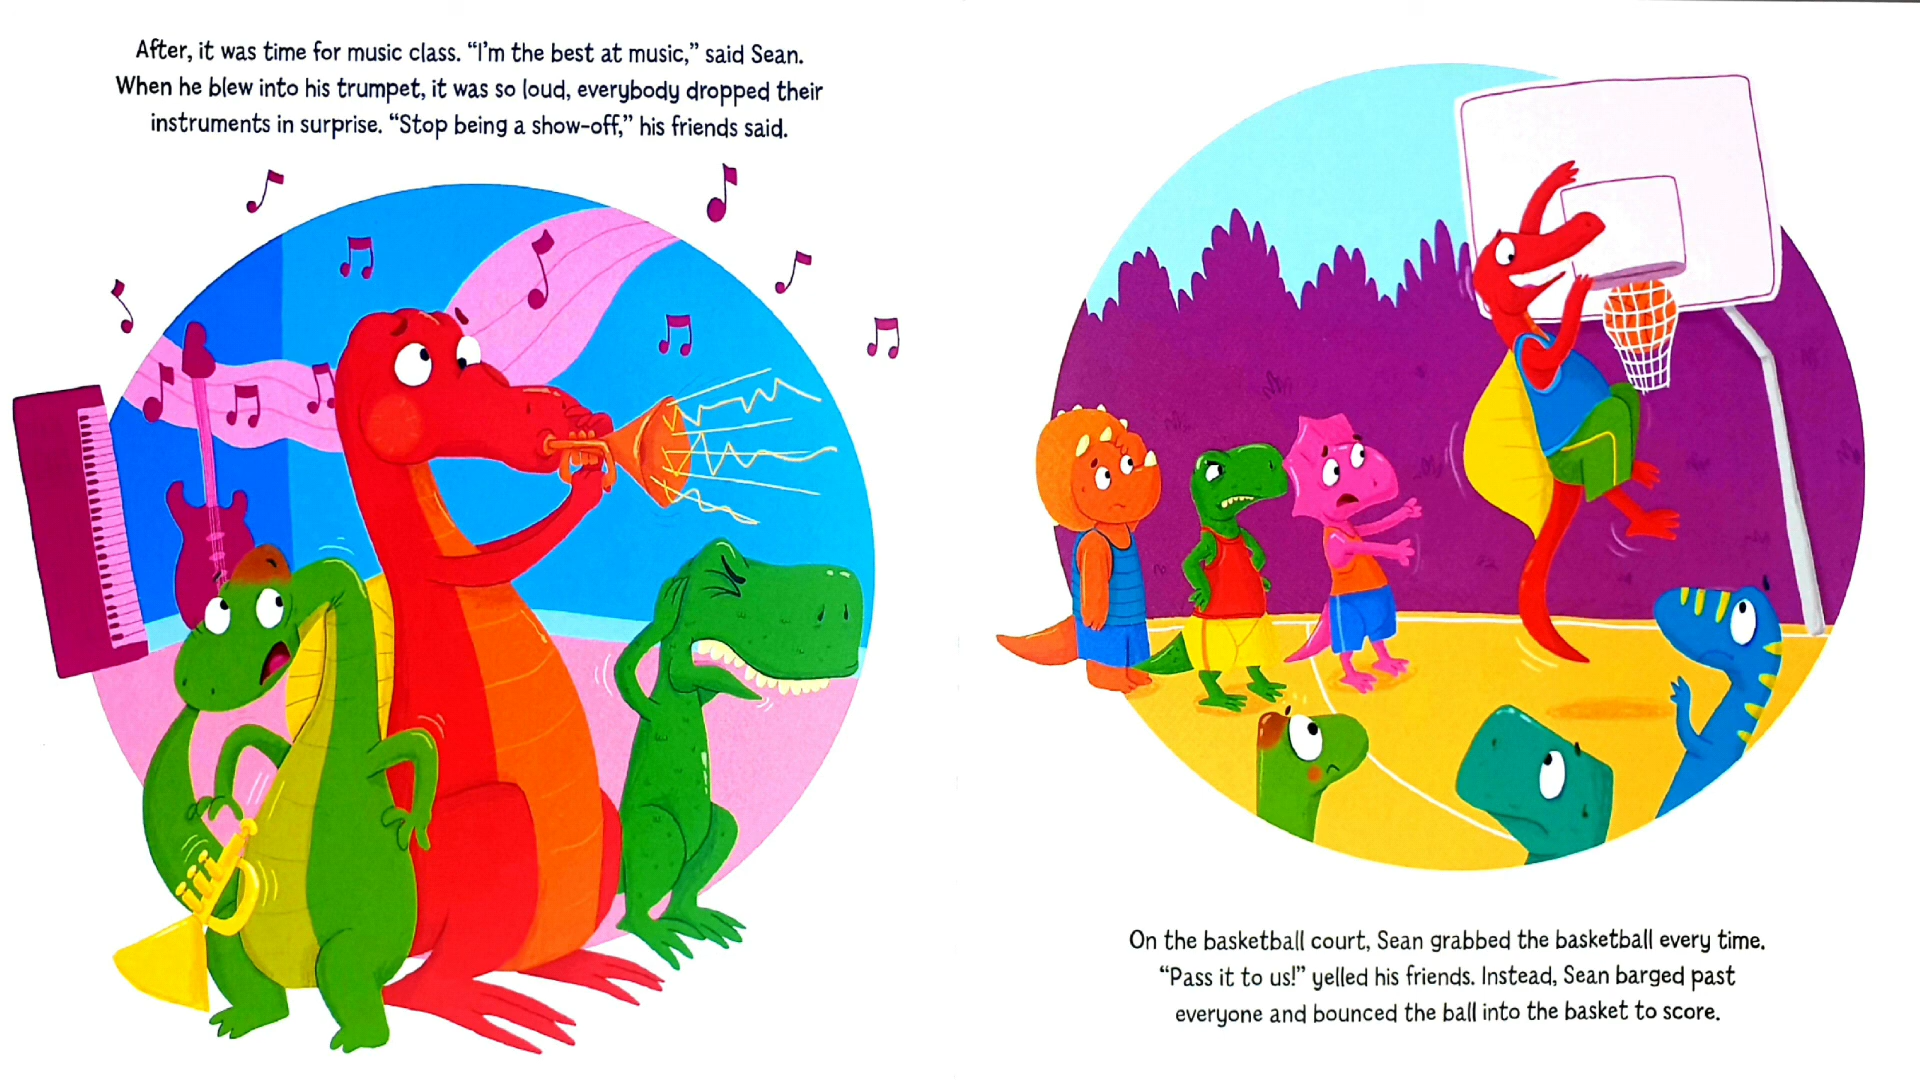 After, it was time for music class. “I’m the best at music,” said Sean.
When he blew into his trumpet, it was so loud, everybody dropped their
instruments in surprise. “Stop being a show-off,” his friends said.
On the basketball court, Sean grabbed the basketball every time.
“Pass it to us!” yelled his friends. Instead, Sean barged past
everyone and bounced the ball into the basket to score.